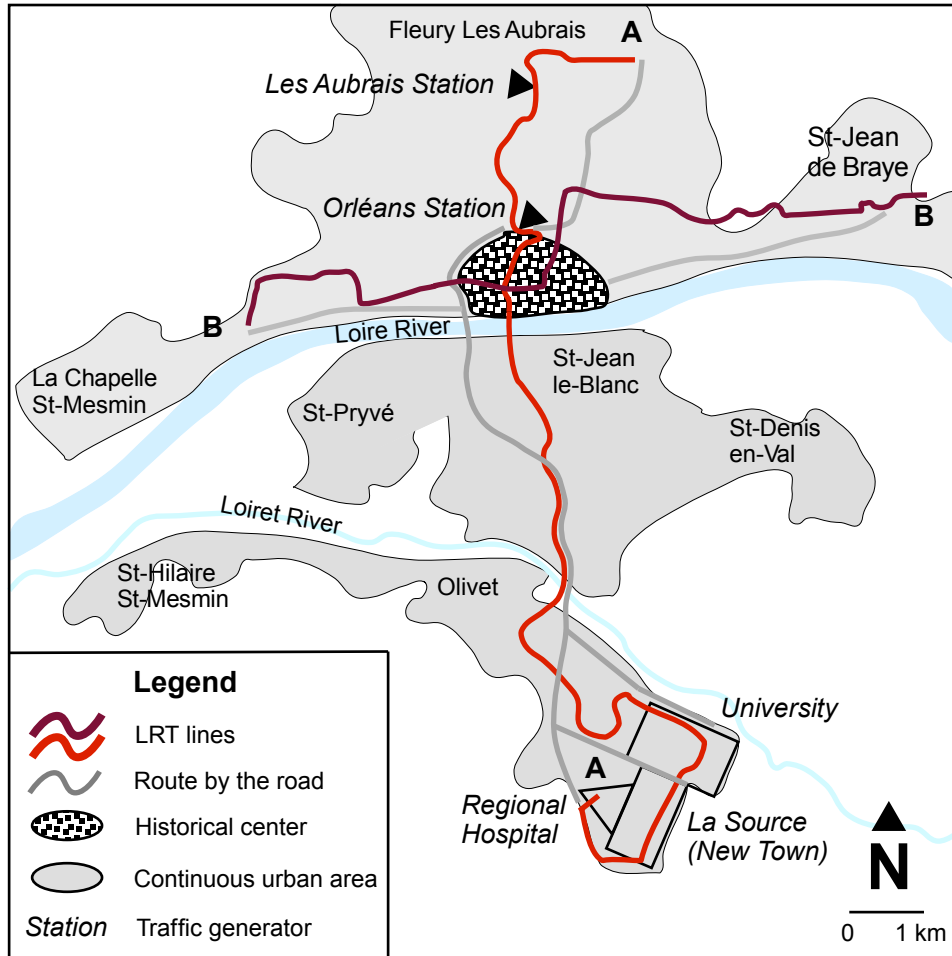 Fleury Les Aubrais
A
Les Aubrais Station
St-Jean
de Braye
Orléans Station
B
B
Loire River
La Chapelle
St-Mesmin
St-Pryvé
St-Jean
le-Blanc
St-Denis
en-Val
Loiret River
St-Hilaire
St-Mesmin
Olivet
University
A
Regional
Hospital
La Source
(New Town)
Legend
LRT lines
Route by the road
Historical center
Continuous urban area
Station Traffic generator
N
0 1 km